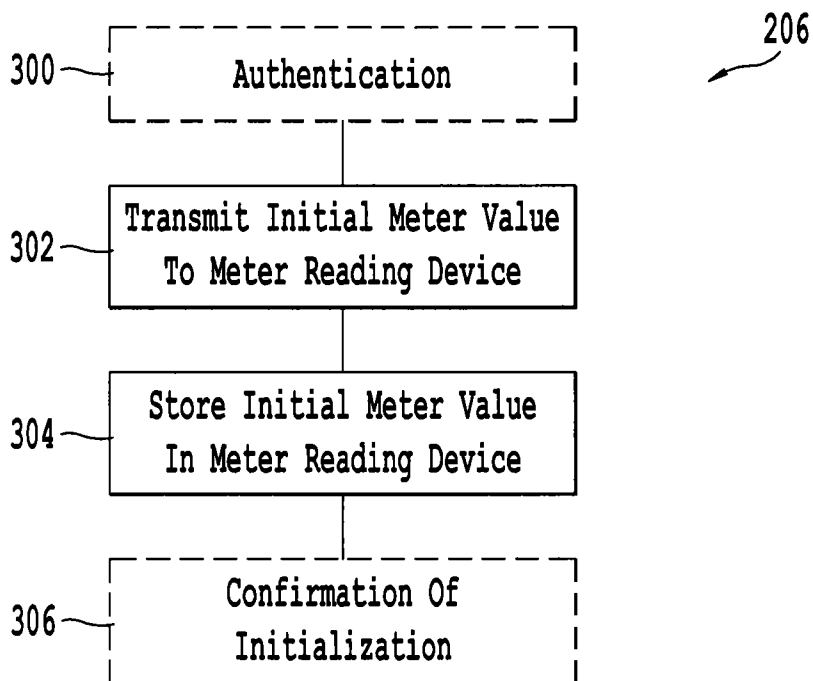 206
300
Authentication
302
Transmit Initial Meter Value
To Meter Reading Device
304
Store Initial Meter Value
In Meter Reading Device
306
Confirmation Of
Initialization